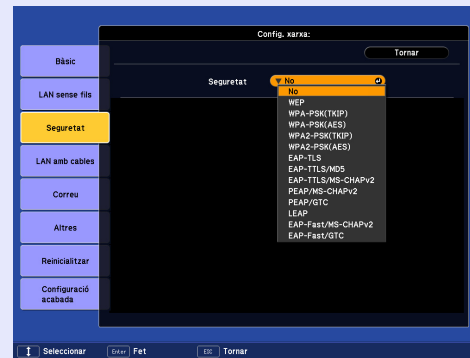 Config. xarxa:
Tornar
Bàsic
LAN sense fils
Seguretat
LAN amb cables
Correu
Altres
Reinicialitzar
Configuració
acabada
Seguretat
No
No
WEP
WPA-PSK(TKIP)
WPA-PSK(AES)
WPA2-PSK(TKIP)
WPA2-PSK(AES)
EAP-TLS
EAP-TTLS/MD5
EAP-TTLS/MS-CHAPv2
PEAP/MS-CHAPv2
PEAP/GTC
LEAP
EAP-Fast/MS-CHAPv2
EAP-Fast/GTC
Seleccionar Enter Fet ESC Tornar